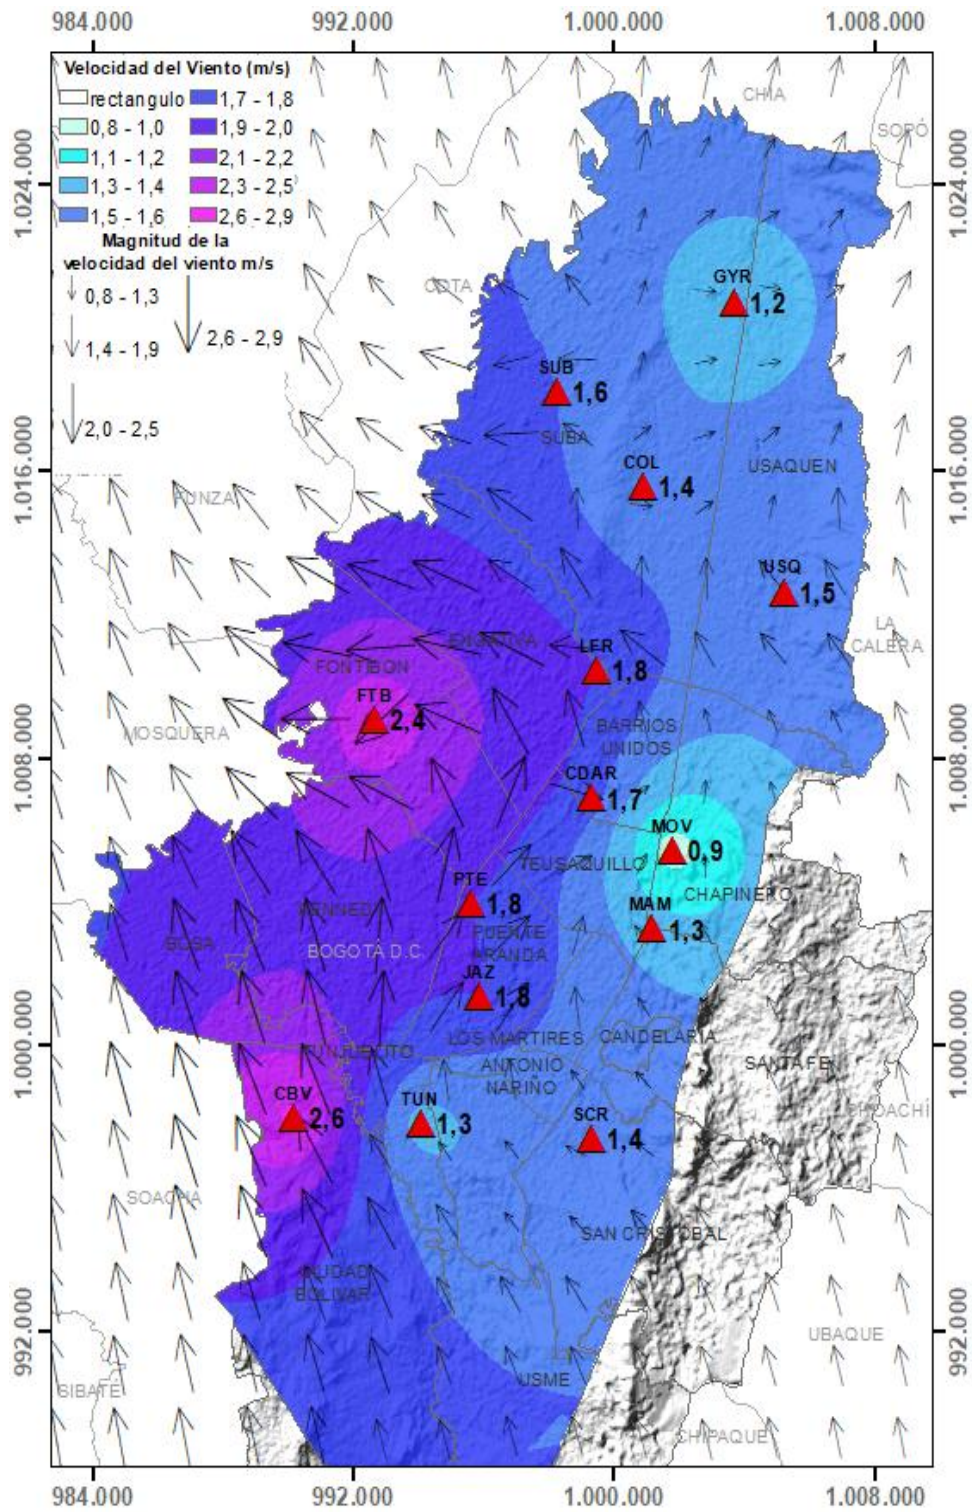 984.000 992.000 1.000.000 1.008.000
Velocidad del Viento (m/s)
rectangulo 1,7 - 1,8
0,8 - 1,0 1,9 - 2,0
1,1 - 1,2 2,1 - 2,2
1,3 - 1,4 2,3 - 2,5
1,5 - 1,6 2,6 - 2,9
Magnitud de la
velocidad del viento m/s
0,8 - 1,3
1,4 - 1,9 2,6 - 2,9
2,0 - 2,5
CHIA
SOPÓ
1.024.000 1.024.000
GYR
1,2
COTA
SUB
1,6
SUBA
COL
1,4
USAQUEN
1.016.000 1.016.000
FUNZA
USQ
1,5
LA
CALERA
ENGATIVA
LFR
1,8
FONTIBON
FTB
2,4
BARRIOS
UNIDOS
MOSQUERA
1.008.000 1.008.000
CDAR
1,7
MOV
0,9
TEUSAQUILLO
CHAPINERO
PTE
1,8
KENNEDY
MAM
1,3
PUENTE
ARANDA
BOSA
BOGOTÁ D.C.
JAZ
1,8
LOS MARTIRES
CANDELARIA
1.000.000 1.000.000
TUNJUELITO
ANTONIO
NARIÑO
SANTA FE
CBV
2,6
TUN
1,3
SCR
1,4
CHOACHÍ
SOACHA
SAN CRISTOBAL
CIUDAD
BOLIVAR
992.000 992.000
UBAQUE
USME
SIBATÉ
CHIPAQUE
984.000 992.000 1.000.000 1.008.000